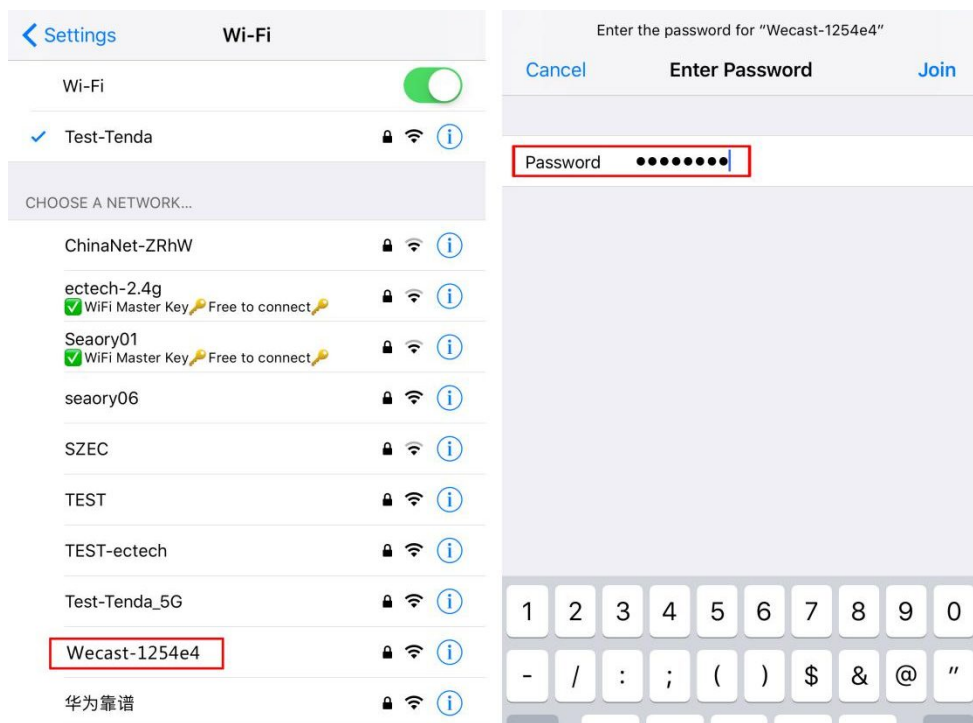 Settings
Wi-Fi
Wi-Fi
Test-Tenda
CHOOSE A NETWORK...
ChinaNet-ZRhW
ectech-2.4g
✅ WiFi Master Key🔑Free to connect🔑
Seaory01
✅ WiFi Master Key🔑Free to connect🔑
seaory06
SZEC
TEST
TEST-ectech
Test-Tenda_5G
Wecast-1254e4
华为靠谱
Enter the password for “Wecast-1254e4”
Cancel Enter Password Join
Password ●●●●●●●●
1 2 3 4 5 6 7 8 9 0
- / : ; ( ) $ & @ "